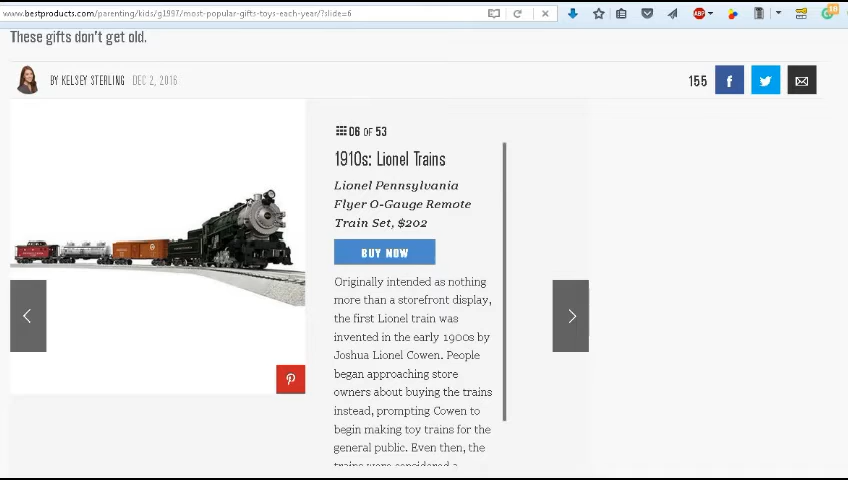 www.bestproducts.com/parenting/kids/g1997/most-popular-gifts-toys-each-year/?slide=6
ABP
These gifts don't get old.
BY KELSEY STERLING DEC 2, 2016
155
06 OF 53
1910s: Lionel Trains
Lionel Pennsylvania
Flyer O-Gauge Remote
Train Set, $202
BUY NOW
Originally intended as nothing
more than a storefront display,
the first Lionel train was
invented in the early 1900s by
Joshua Lionel Cowen. People
began approaching store
owners about buying the trains
instead, prompting Cowen to
begin making toy trains for the
general public. Even then, the
trains were considered a